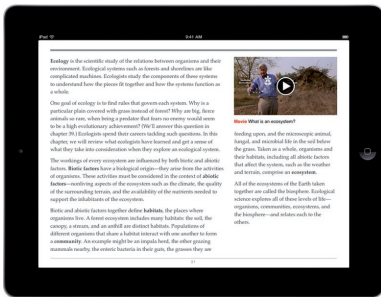 iPad
9:41 AM
Ecology is the scientific study of the relations between organisms and their
environment. Ecological systems such as forests and shorelines are like
complicated machines. Ecologists study the components of these systems
to understand how the pieces fit together and how the systems function as
a whole.
One goal of ecology is to find rules that govern each system. Why is a
particular plant covered with grass instead of forest? Why are big, fierce
animals so rare, when being a predator that fears no enemy would seem
to be a high evolutionary achievement? (We'll answer this question in
chapter 39.) Ecologists spend their careers tackling such questions. In this
chapter, we will review what ecologists have learned and get a sense of
what they take into consideration when they explore an ecological system.
The workings of every ecosystem are influenced by both biotic and abiotic
factors. Biotic factors have a biological origin—they arise from the activities
of organisms. These activities must be considered in the context of abiotic
factors—nonliving aspects of the ecosystem such as the climate, the quality
of the surrounding terrain, and the availability of the nutrients needed to
support the inhabitants of the ecosystem.
Biotic and abiotic factors together define habitats, the places where
organisms live. A forest ecosystem includes many habitats: the soil, the
canopy, a stream, and an anthill are distinct habitats. Populations of
different organisms that share a habitat interact with one another to form
a community. An example might be an impala herd, the other grazing
mammals nearby, the enteric bacteria in their guts, the grasses they are
Movie What is an ecosystem?
feeding upon, and the microscopic animal,
fungal, and microbial life in the soil below
the grass. Taken as a whole, organisms and
their habitats, including all abiotic factors
that affect the system, such as the weather
and terrain, comprise an ecosystem.
All of the ecosystems of the Earth taken
together are called the biosphere. Ecological
science explores all of these levels of life—
organisms, communities, ecosystems, and
the biosphere—and relates each to the
others.